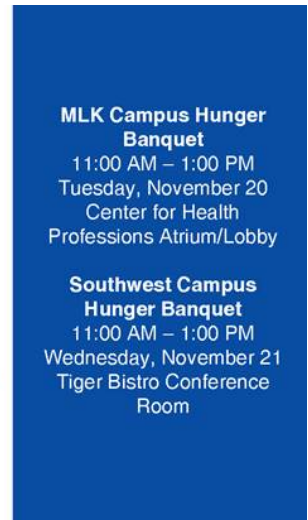 MLK Campus Hunger
Banquet
11:00 AM – 1:00 PM
Tuesday, November 20
Center for Health
Professions Atrium/Lobby
Southwest Campus
Hunger Banquet
11:00 AM – 1:00 PM
Wednesday, November 21
Tiger Bistro Conference
Room